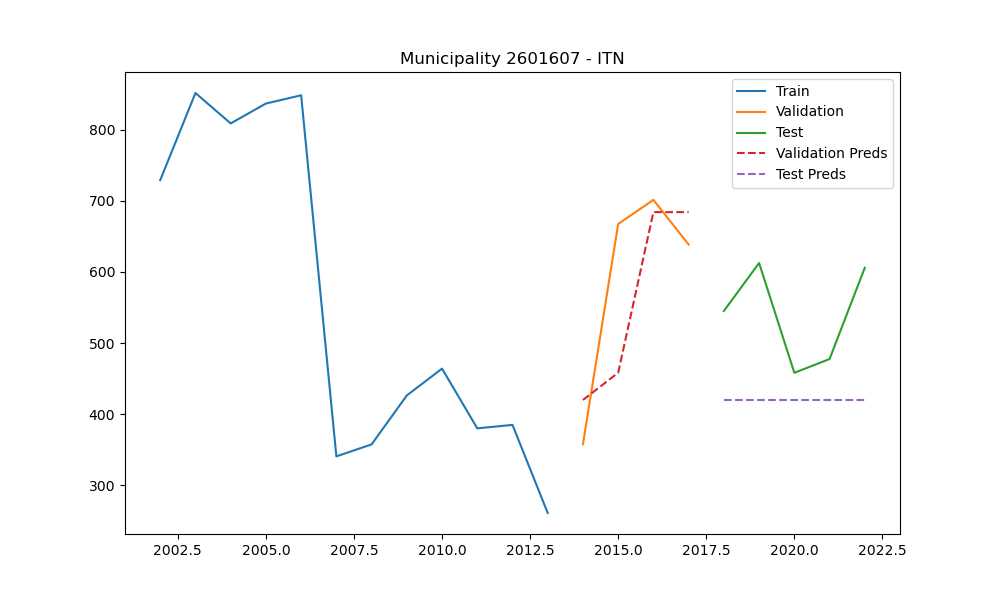 Municipality 2601607 - ITN
Train
Validation
Test
Validation Preds
Test Preds
800
700
600
500
400
300
2002.5 2005.0 2007.5 2010.0 2012.5 2015.0 2017.5 2020.0 2022.5